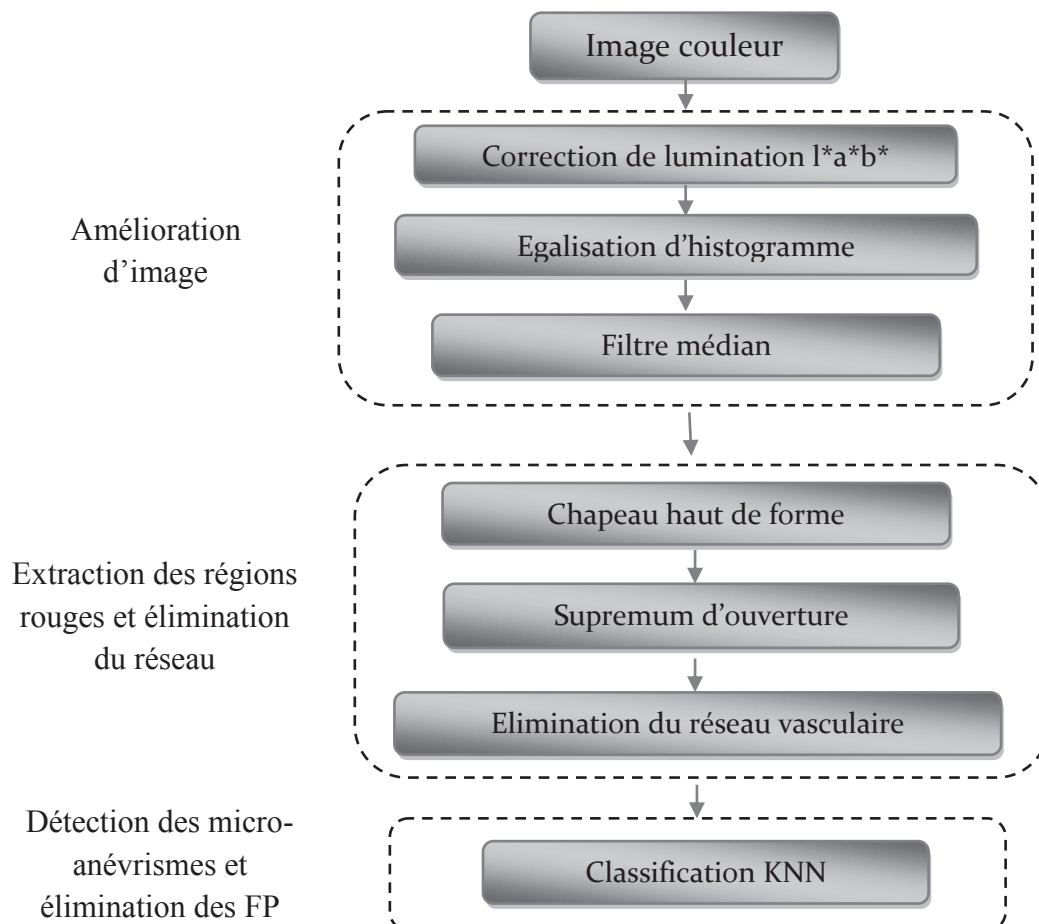 Image couleur
Correction de lumination l*a*b*
Egalisation d’histogramme
Filtre médian
Amélioration
d’image
Chapeau haut de forme
Supremum d’ouverture
Elimination du réseau vasculaire
Extraction des régions
rouges et élimination
du réseau
Classification KNN
Détection des micro-
anévrismes et
élimination des FP